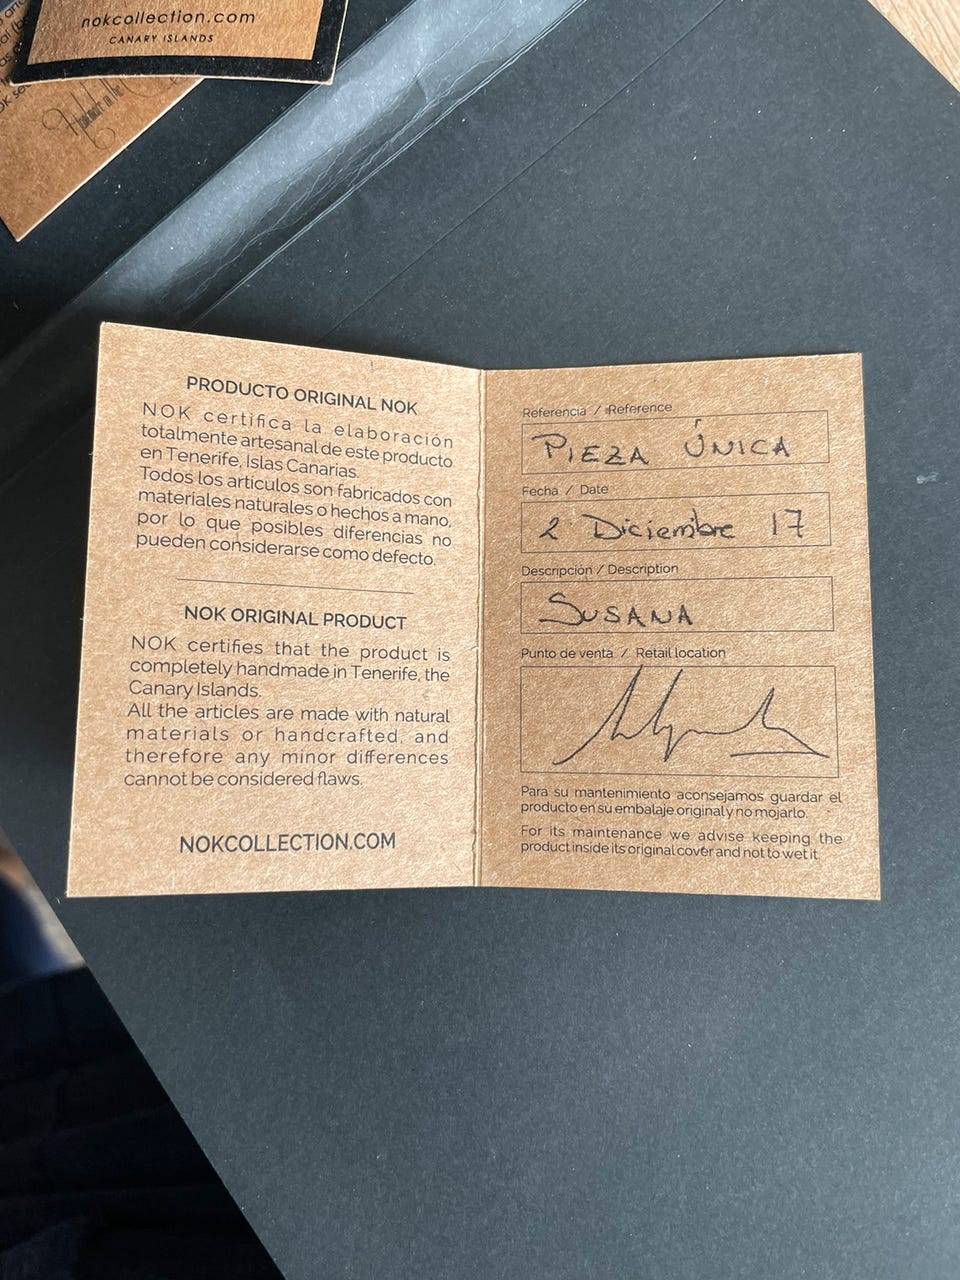 nokcollection.com
CANARY ISLANDS
PRODUCTO ORIGINAL NOK
NOK certifica la elaboración
totalmente artesanal de este producto
en Tenerife, Islas Canarias.
Todos los artículos son fabricados con
materiales naturales o hechos a mano,
por lo que posibles diferencias no
pueden considerarse como defecto.
NOK ORIGINAL PRODUCT
NOK certifies that the product is
completely handmade in Tenerife, the
Canary Islands.
All the articles are made with natural
materials or handcrafted, and
therefore any minor differences
cannot be considered flaws.
NOKCOLLECTION.COM
Referencia / Reference
PIEZA ÚNICA
Fecha / Date
2 Diciembre 17
Descripción / Description
SUSANA
Punto de venta / Retail location
Para su mantenimiento aconsejamos guardar el
producto en su embalaje original y no mojarlo.
For its maintenance we advise keeping the
product inside its original cover and not to wet it